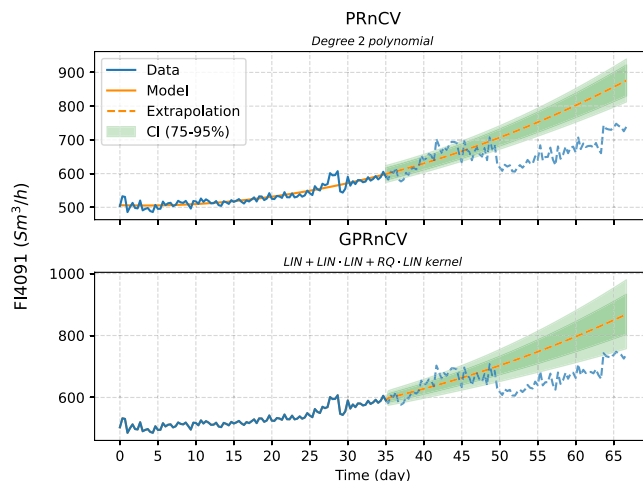 PRnCV
Degree 2 polynomial
Data
Model
Extrapolation
CI (75-95%)
900
800
700
600
500
FI4091 (Sm³/h)
GPRnCV
LIN + LIN · LIN + RQ · LIN kernel
1000
800
600
0 5 10 15 20 25 30 35 40 45 50 55 60 65
Time (day)